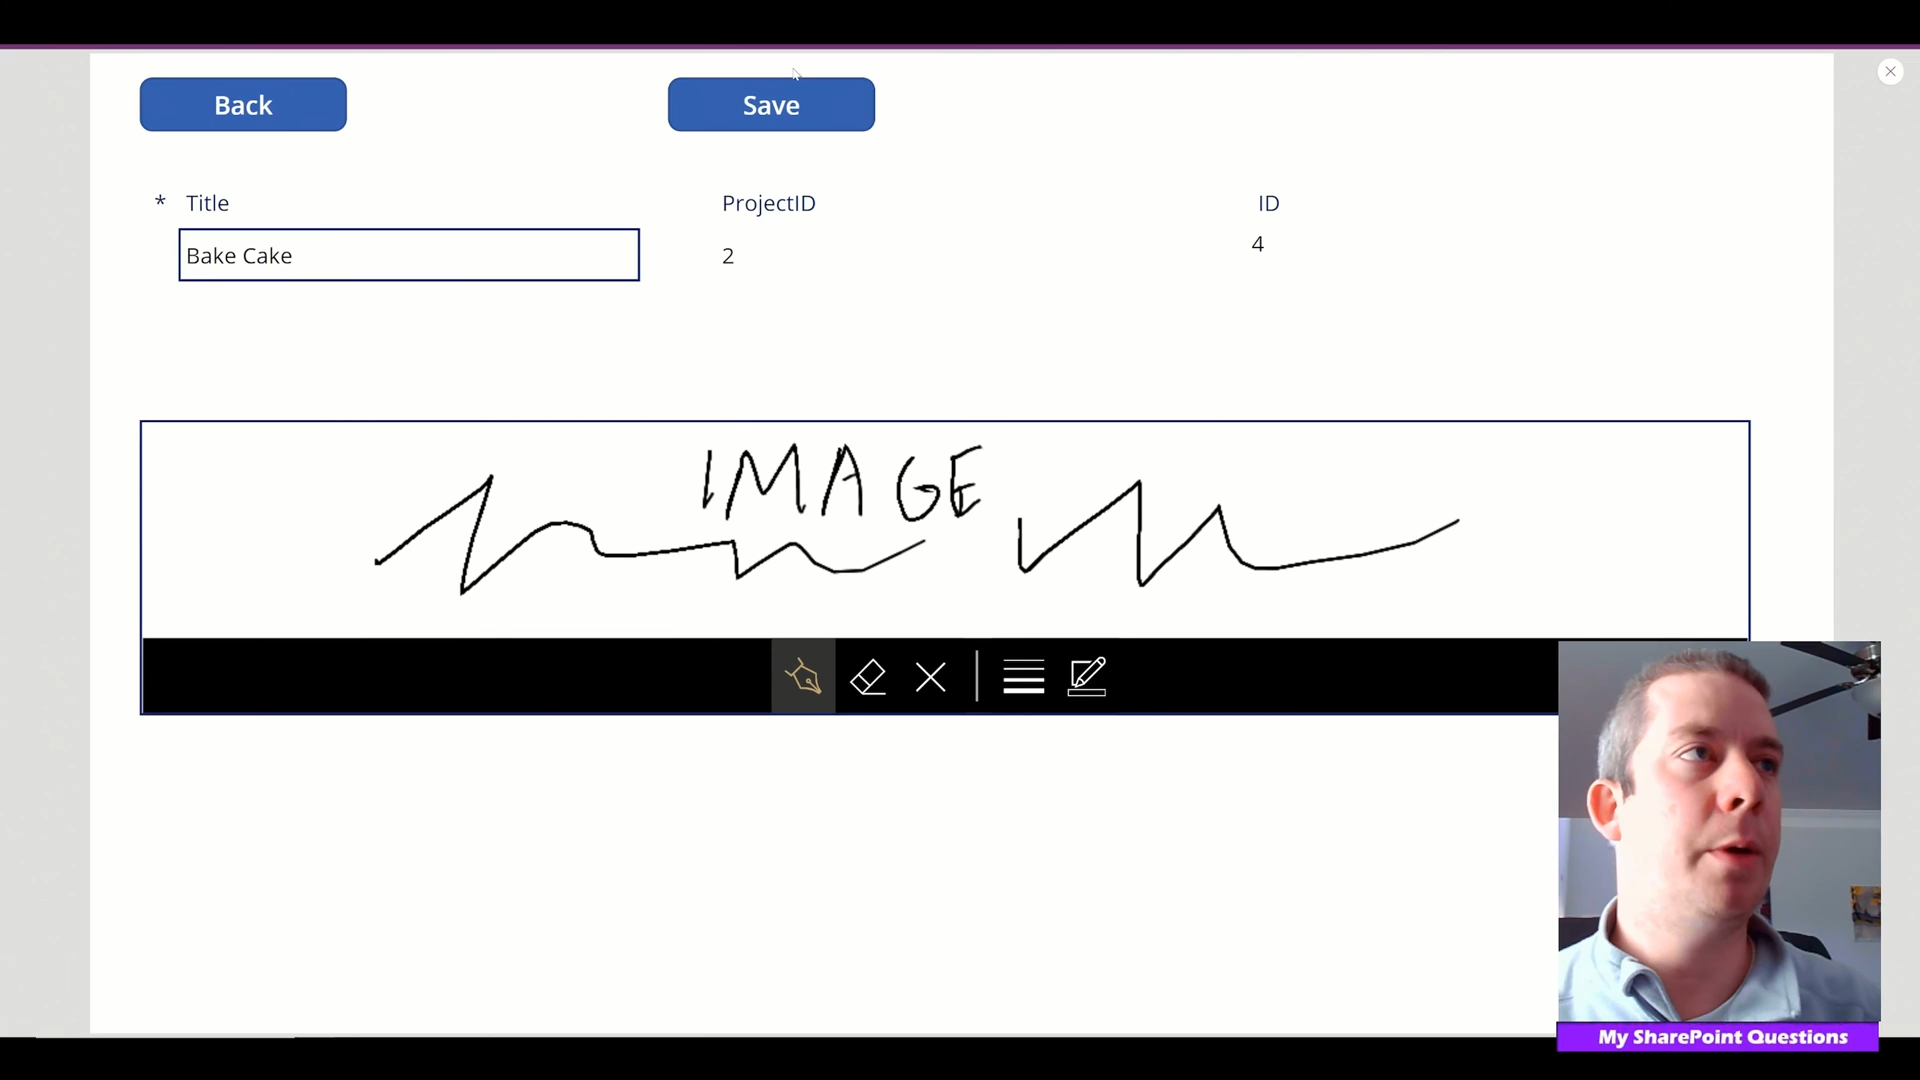 Back Save
* Title ProjectID ID
Bake Cake 2 4
IMAGE
My SharePoint Questions